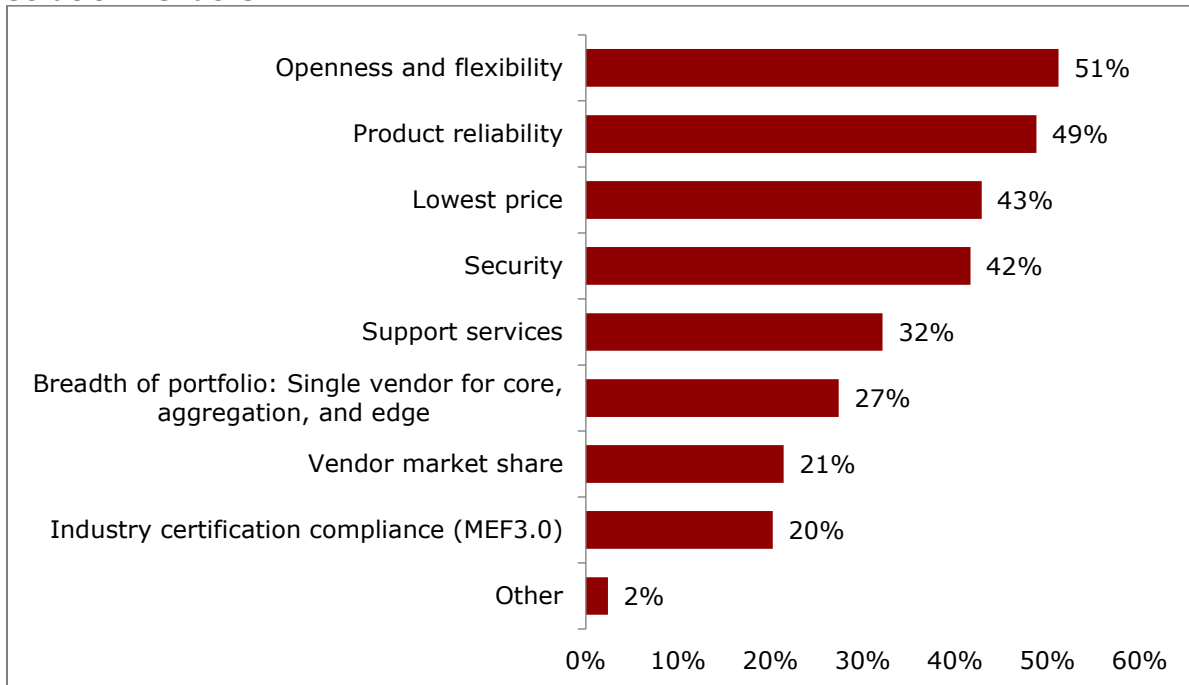 Openness and flexibility 51%
Product reliability 49%
Lowest price 43%
Security 42%
Support services 32%
Breadth of portfolio: Single vendor for core,
aggregation, and edge 27%
Vendor market share 21%
Industry certification compliance (MEF3.0) 20%
Other 2%
0% 10% 20% 30% 40% 50% 60%